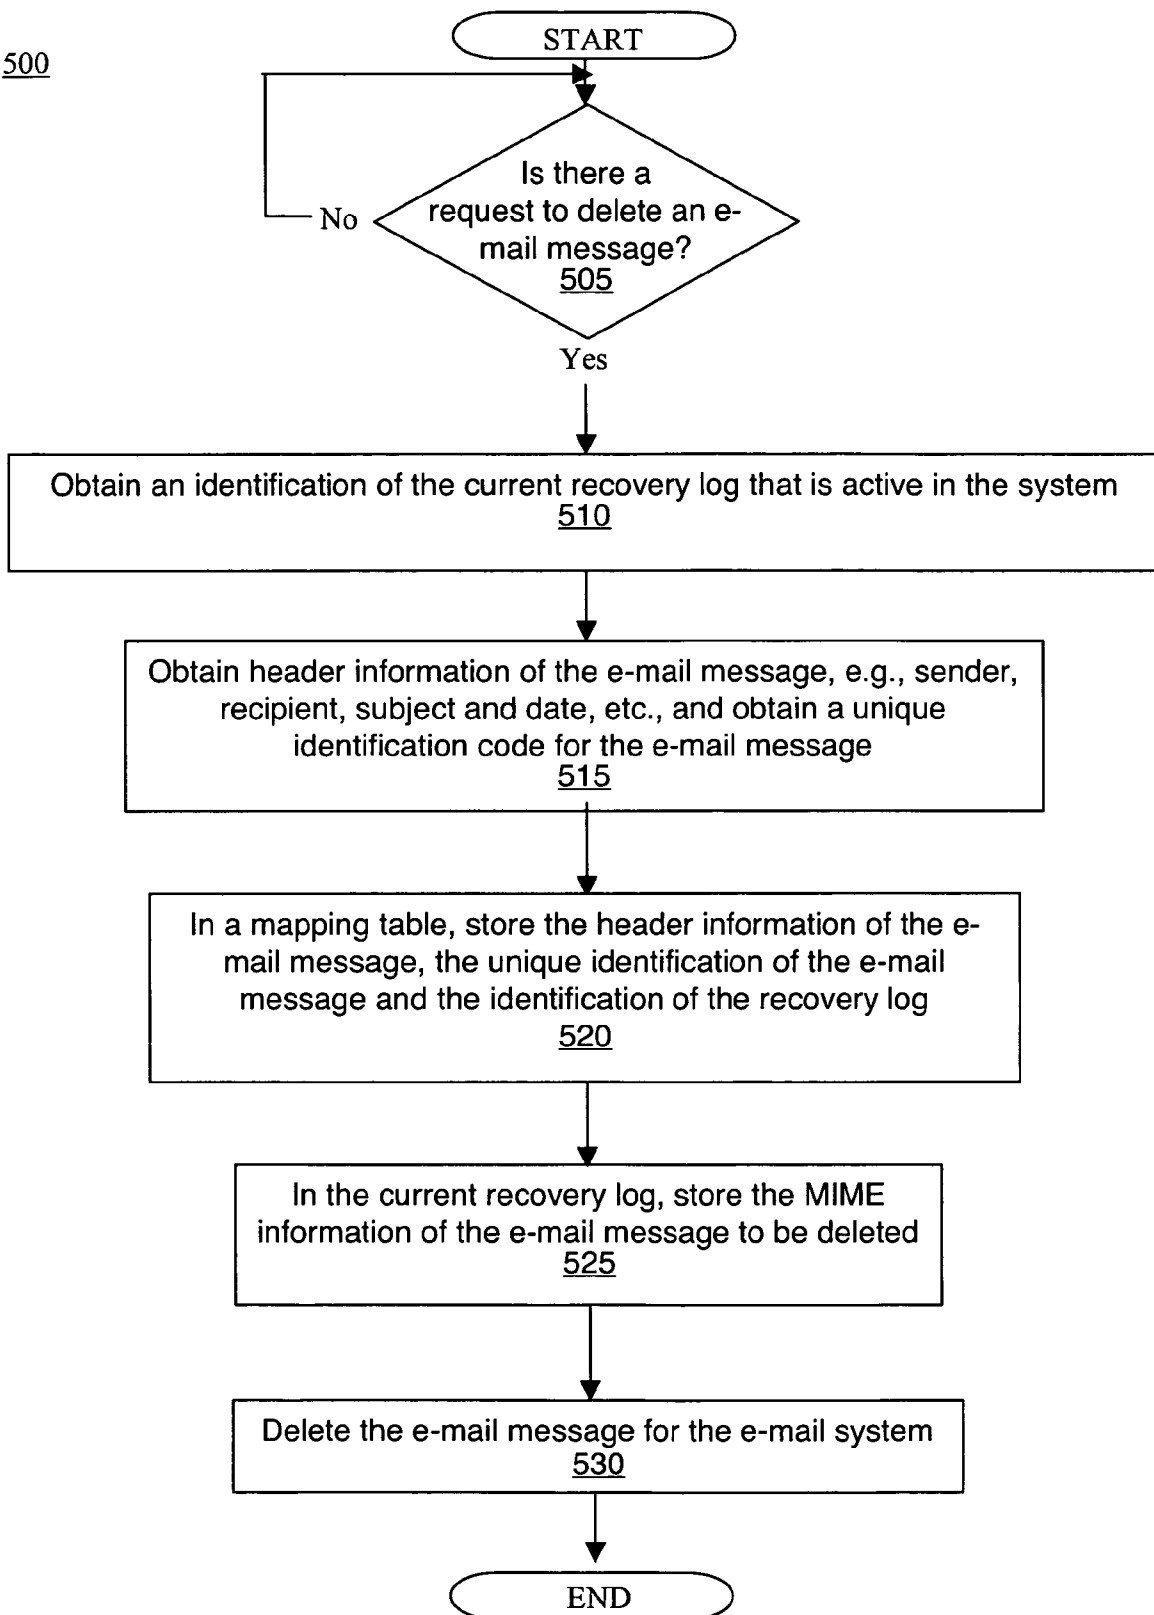 START
500
Is there a
request to delete an e-
mail message?
505
No
Yes
Obtain an identification of the current recovery log that is active in the system
510
Obtain header information of the e-mail message, e.g., sender,
recipient, subject and date, etc., and obtain a unique
identification code for the e-mail message
515
In a mapping table, store the header information of the e-
mail message, the unique identification of the e-mail
message and the identification of the recovery log
520
In the current recovery log, store the MIME
information of the e-mail message to be deleted
525
Delete the e-mail message for the e-mail system
530
END